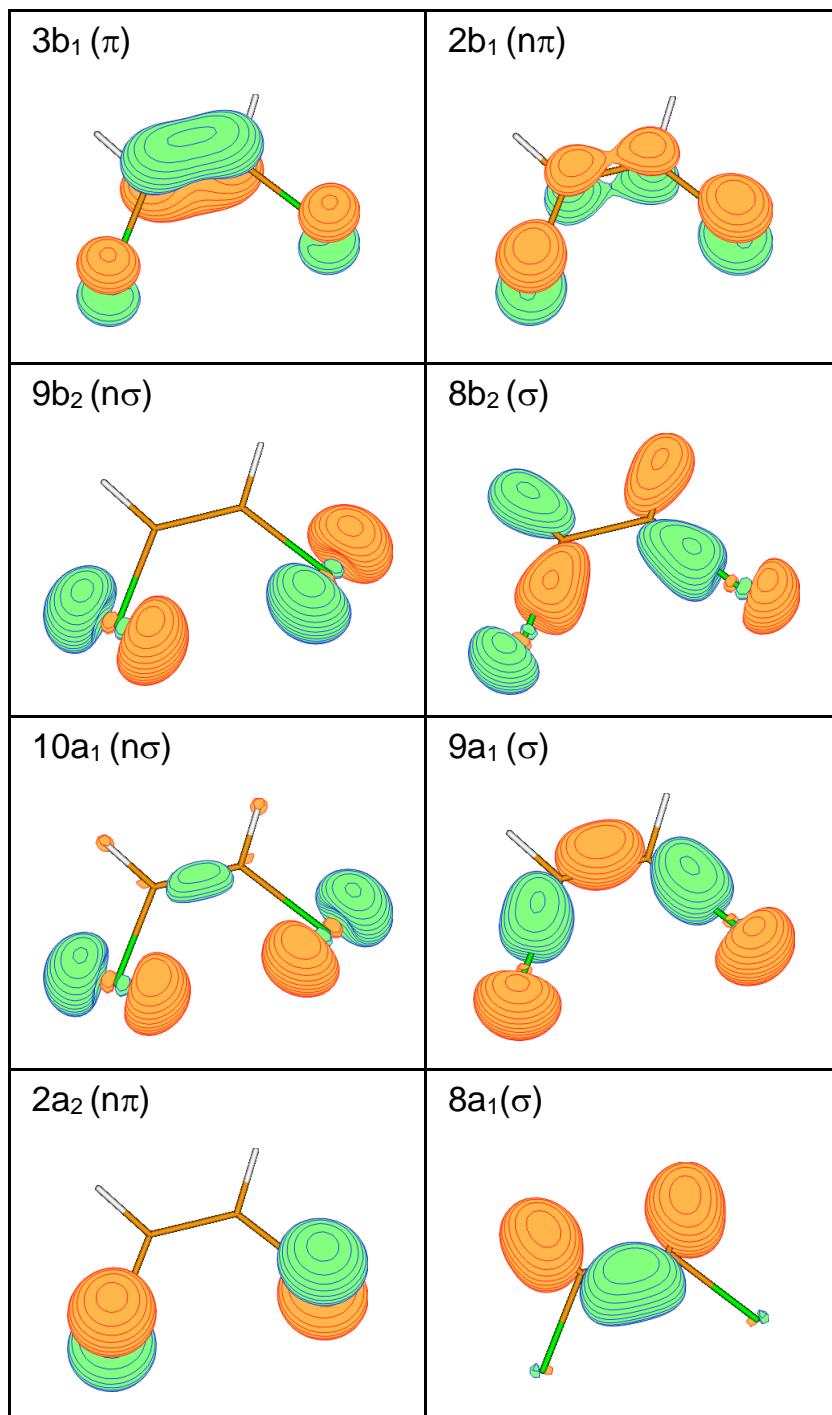 3b₁ (π)
2b₁ (nπ)
9b₂ (nσ)
8b₂ (σ)
10a₁ (nσ)
9a₁ (σ)
2a₂ (nπ)
8a₁(σ)